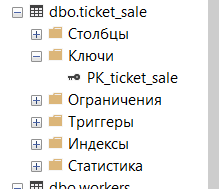 dbo.ticket_sale
Столбцы
Ключи
PK_ticket_sale
Ограничения
Триггеры
Индексы
Статистика
dbo.workers